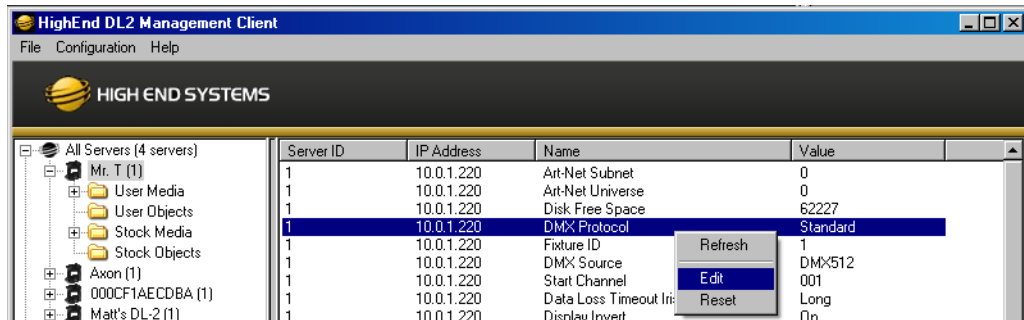 HighEnd DL2 Management Client
File Configuration Help
HIGH END SYSTEMS
All Servers (4 servers)
Mr. T (1)
User Media
User Objects
Stock Media
Stock Objects
Axon (1)
000CF1AECDBA (1)
Matt's DL-2 (1)
Server ID IP Address Name Value
1 10.0.1.220 Art-Net Subnet 0
1 10.0.1.220 Art-Net Universe 0
1 10.0.1.220 Disk Free Space 62227
1 10.0.1.220 DMX Protocol Standard
1 10.0.1.220 Fixture ID 1
1 10.0.1.220 DMX Source DMX512
1 10.0.1.220 Start Channel 001
1 10.0.1.220 Data Loss Timeout Long
1 10.0.1.220 Display Invert On
Refresh
Edit
Reset